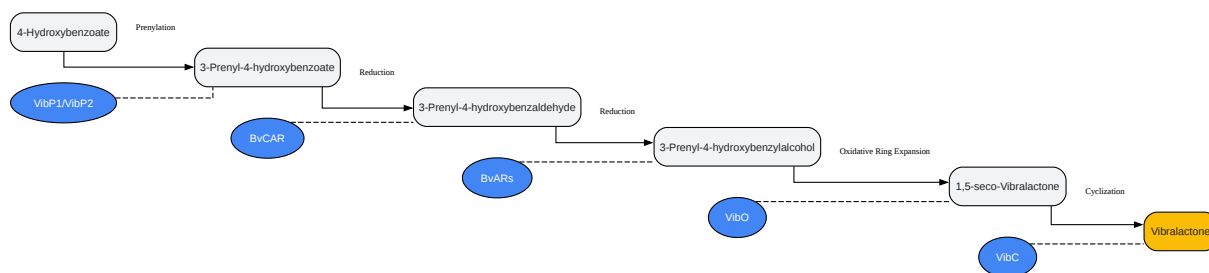 4-Hydroxybenzoate
Prenylation
3-Prenyl-4-hydroxybenzoate
Reduction
VibP1/VibP2
3-Prenyl-4-hydroxybenzaldehyde
Reduction
BvCAR
3-Prenyl-4-hydroxybenzylalcohol
Oxidative Ring Expansion
BvARs
1,5-seco-Vibralactone
Cyclization
VibO
Vibralactone
VibC